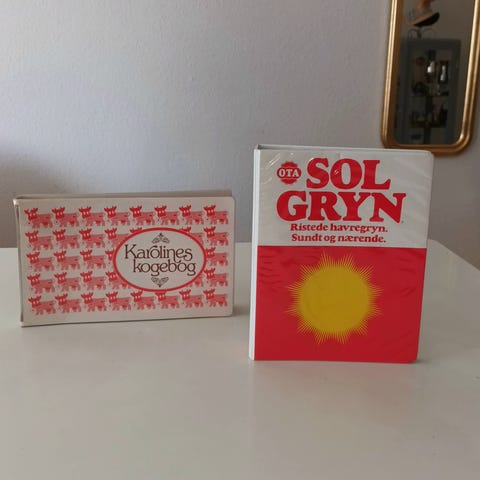 Karolines
kogebog
OTA
SOL
GRYN
Ristede havregryn.
Sundt og nærende.